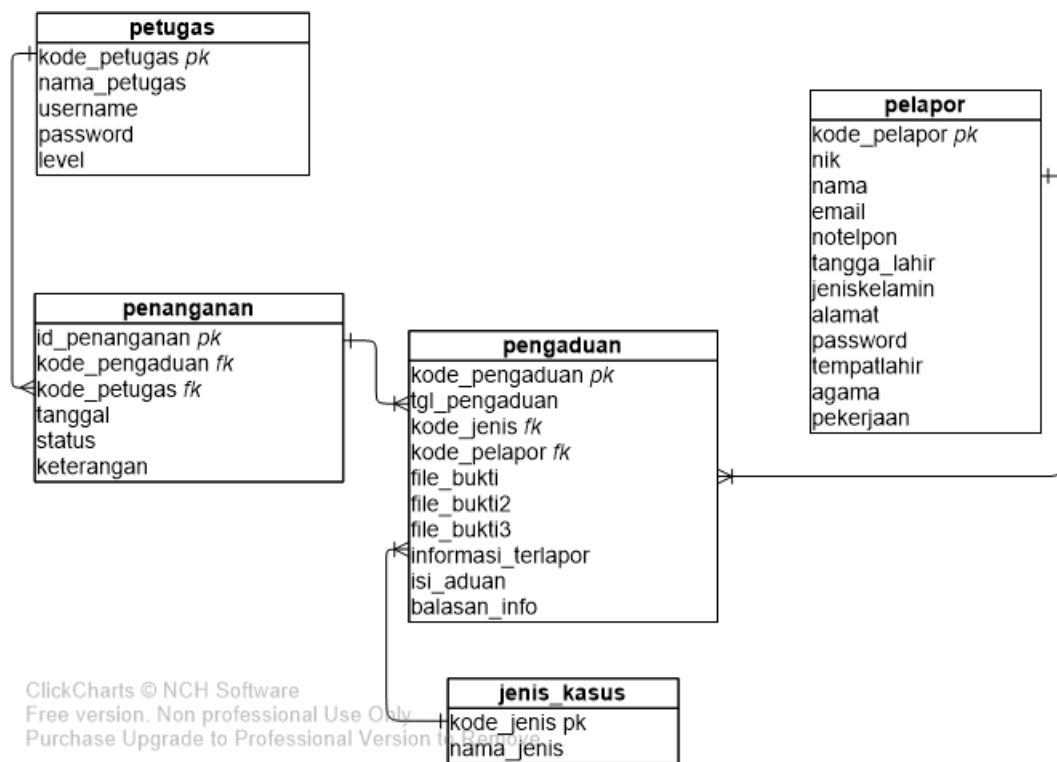 petugas
kode_petugas pk
nama_petugas
username
password
level
pelapor
kode_pelapor pk
nik
nama
email
notelpon
tangga_lahir
jeniskelamin
alamat
password
tempatlahir
agama
pekerjaan
penanganan
id_penanganan pk
kode_pengaduan fk
kode_petugas fk
tanggal
status
keterangan
pengaduan
kode_pengaduan pk
tgl_pengaduan
kode_jenis fk
kode_pelapor fk
file_bukti
file_bukti2
file_bukti3
informasi_terlapor
isi_aduan
balasan_info
jenis_kasus
kode_jenis pk
nama_jenis
ClickCharts © NCH Software
Free version. Non professional Use Only
Purchase Upgrade to Professional Version to Remove